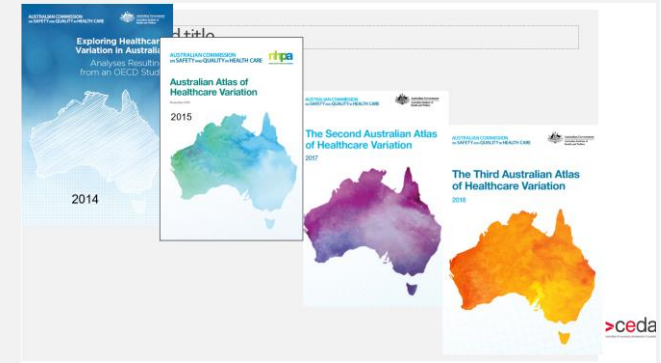 d title
AUSTRALIAN COMMISSION
ON SAFETY AND QUALITY IN HEALTH CARE
Exploring Healthcar
Variation in Australia
Analyses Resulting
from an OECD Stud
2014
AUSTRALIAN COMMISSION
ON SAFETY AND QUALITY IN HEALTH CARE
nhpa
Australian Atlas of
Healthcare Variation
2015
AUSTRALIAN COMMISSION
ON SAFETY AND QUALITY IN HEALTH CARE
The Second Australian Atlas
of Healthcare Variation
2017
AUSTRALIAN COMMISSION
ON SAFETY AND QUALITY IN HEALTH CARE
The Third Australian Atlas
of Healthcare Variation
2018
>ceda